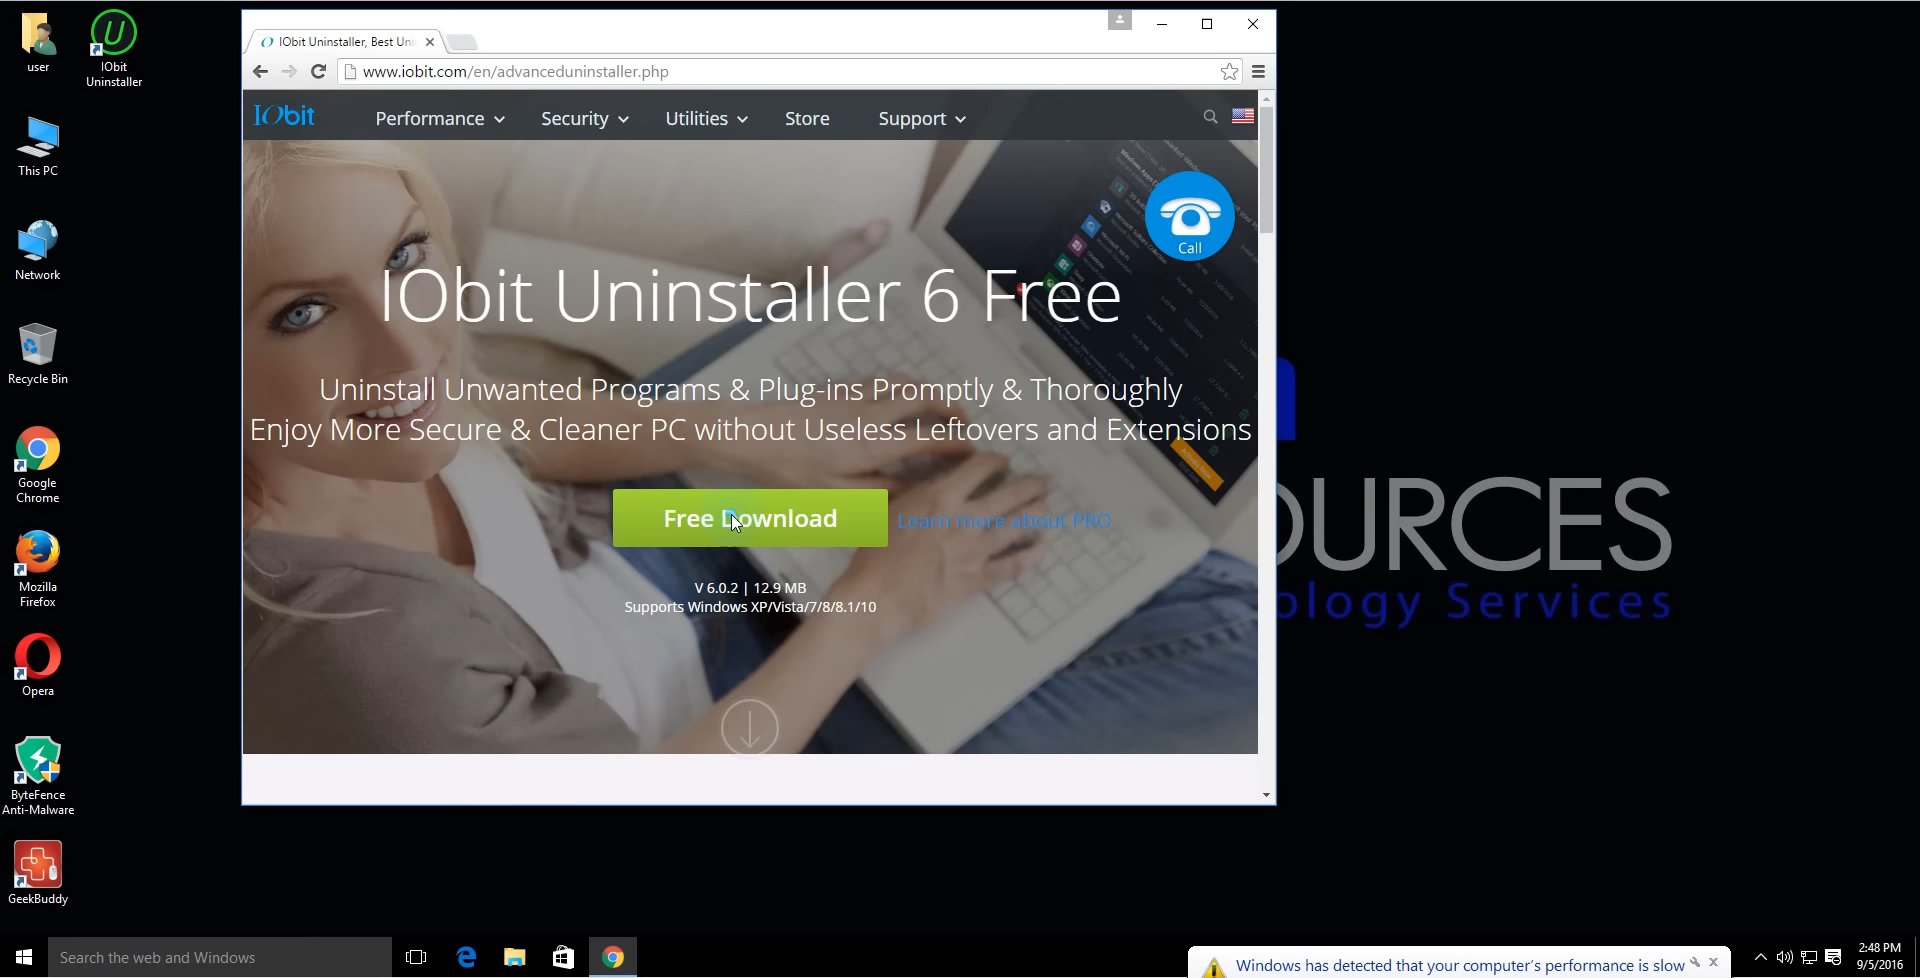 user
IObit
Uninstaller
This PC
Network
Recycle Bin
Google
Chrome
Mozilla
Firefox
Opera
ByteFence
Anti-Malware
GeekBuddy
IObit Uninstaller, Best Uni
www.iobit.com/en/advanceduninstaller.php
IObit
Performance
Security
Utilities
Store
Support
Call
IObit Uninstaller 6 Free
Uninstall Unwanted Programs & Plug-ins Promptly & Thoroughly
Enjoy More Secure & Cleaner PC without Useless Leftovers and Extensions
Free Download
Learn more about PRO
V 6.0.2 | 12.9 MB
Supports Windows XP/Vista/7/8/8.1/10
OURCES
ology Services
Search the web and Windows
Windows has detected that your computer's performance is slow
2:48 PM
9/5/2016